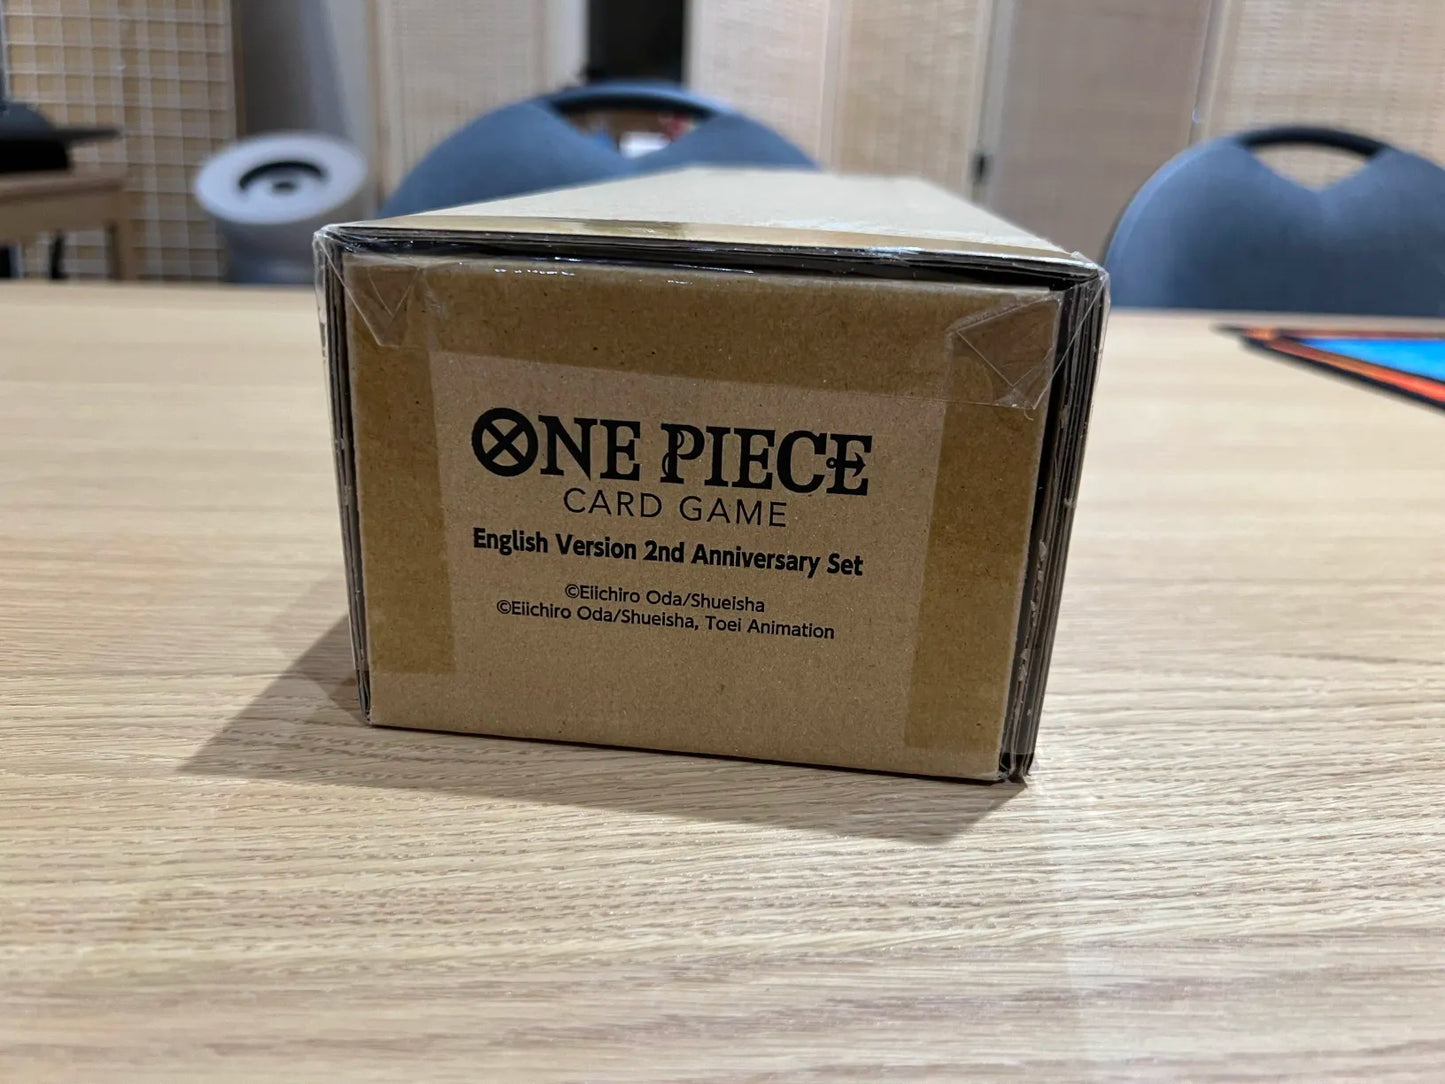 ONE PIECE
CARD GAME
English Version 2nd Anniversary Set
©Eiichiro Oda/Shueisha
©Eiichiro Oda/Shueisha, Toei Animation